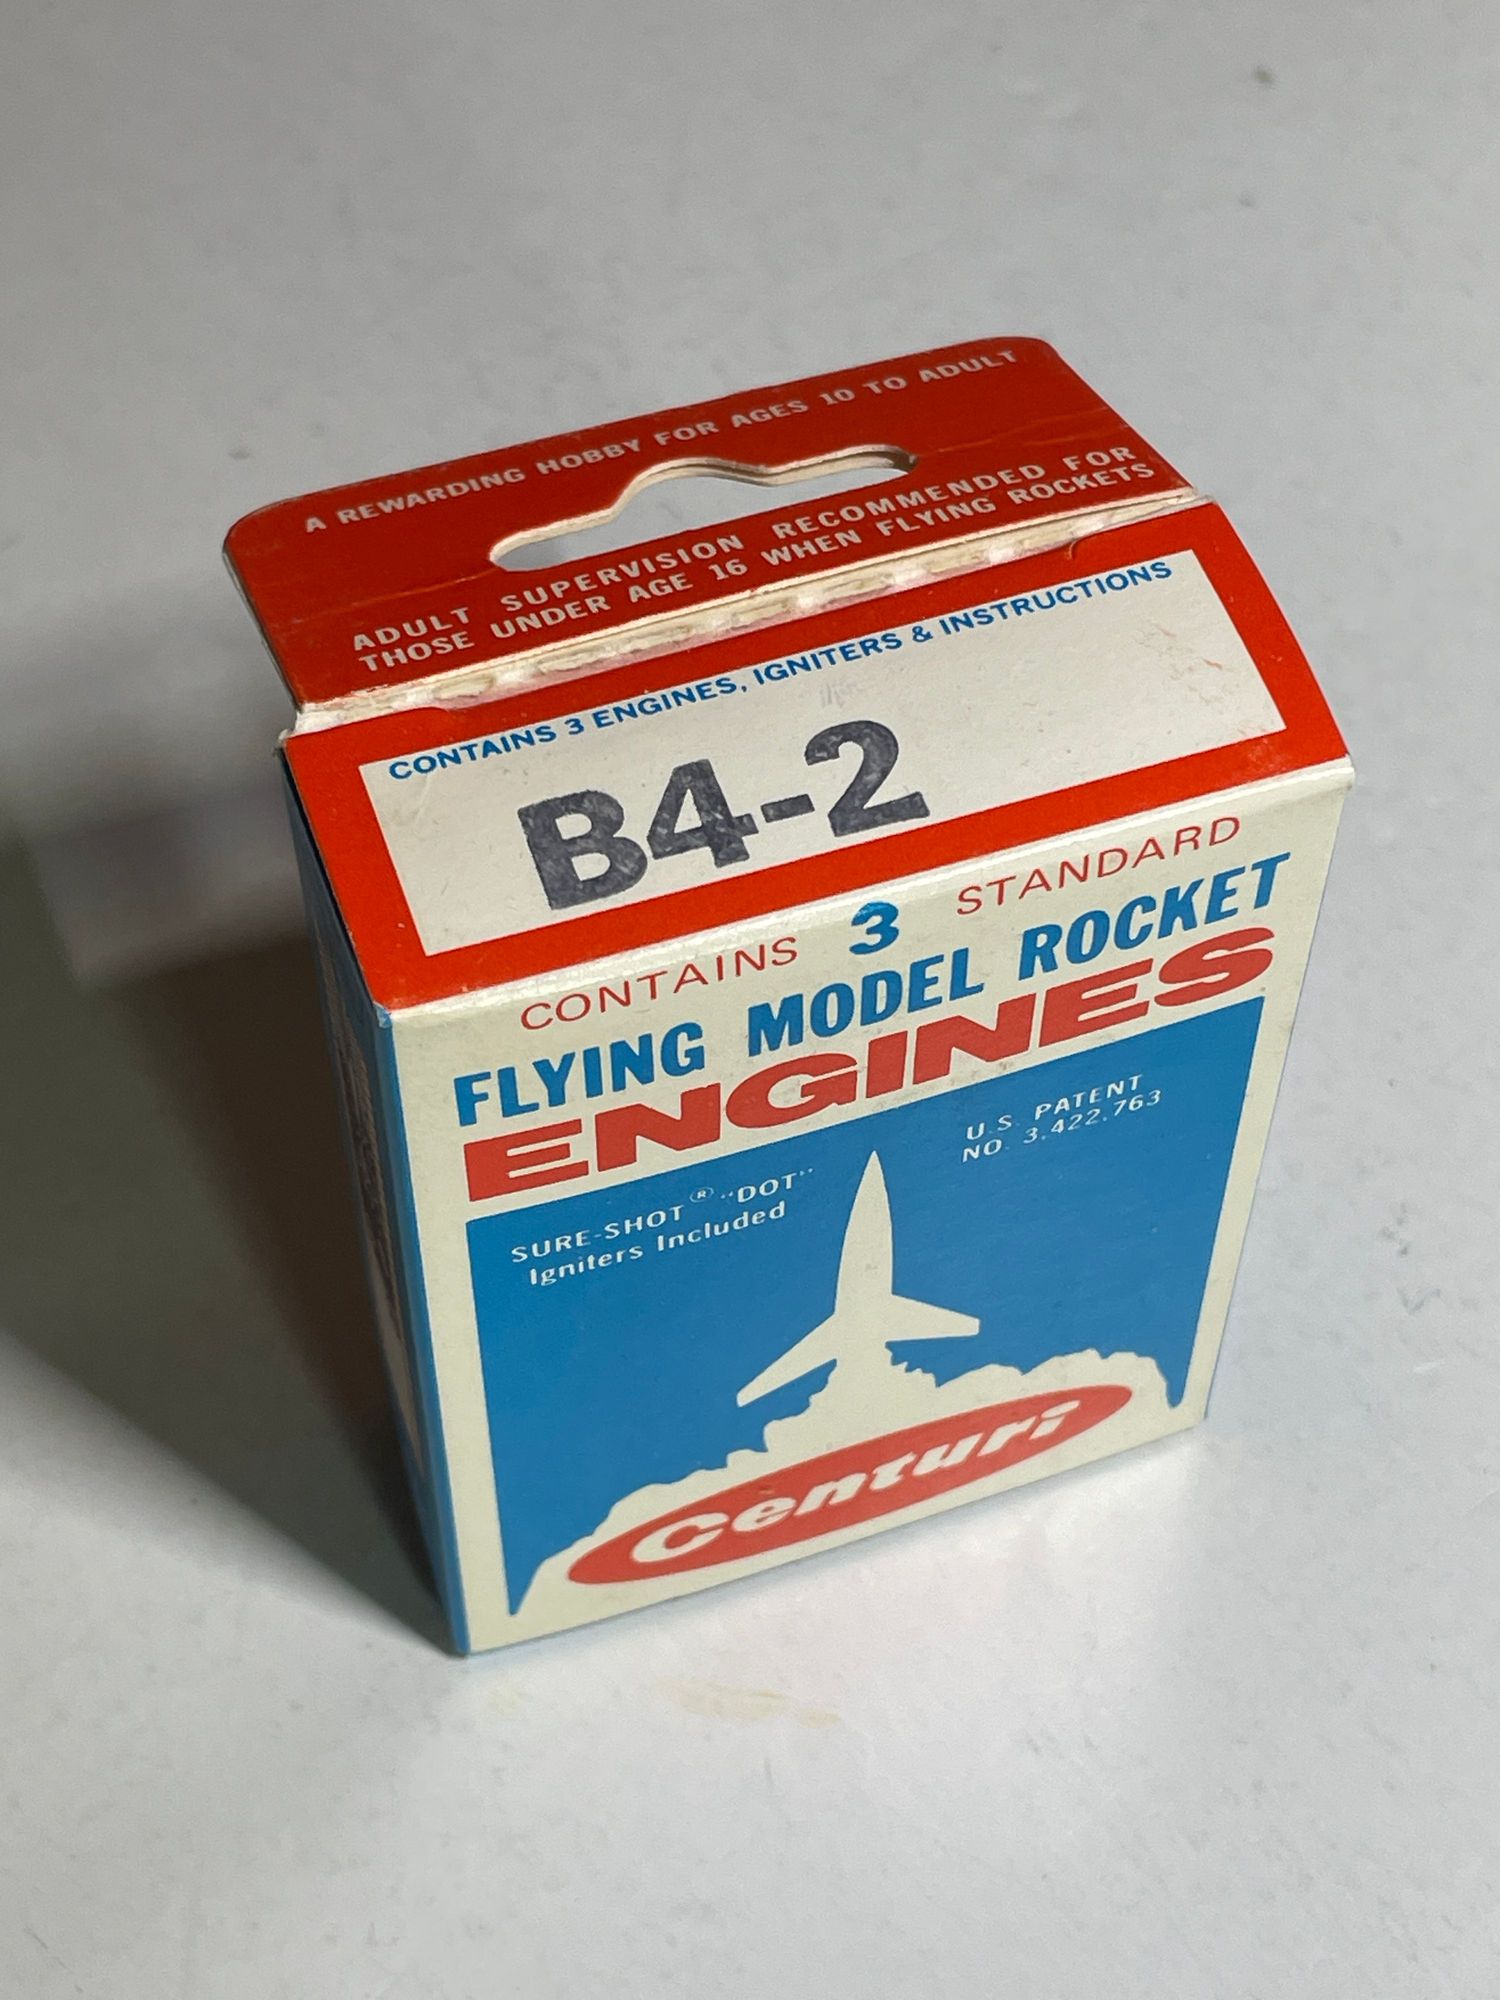 A REWARDING HOBBY FOR AGES 10 TO ADULT
ADULT SUPERVISION RECOMMENDED FOR
THOSE UNDER AGE 16 WHEN FLYING ROCKETS
CONTAINS 3 ENGINES, IGNITERS & INSTRUCTIONS
B4-2
CONTAINS 3 STANDARD
FLYING MODEL ROCKET
ENGINES
U.S. PATENT
NO. 3,422,763
SURE-SHOT® "DOT"
Igniters Included
Centuri